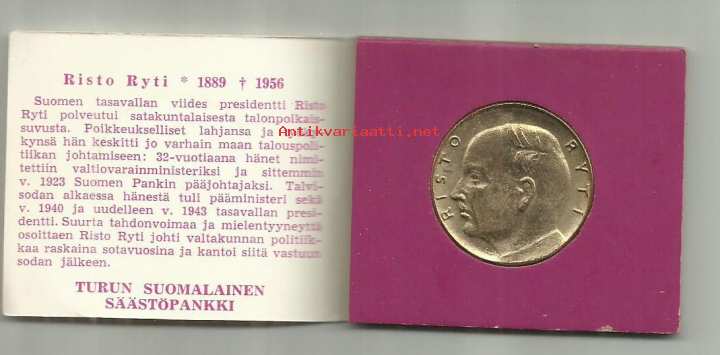 Risto Ryti * 1889 † 1956
Suomen tasavallan viides presidentti Risto
Ryti polveutui satakuntalaisesta talonpoikais-
suvusta. Poikkeukselliset lahjansa ja
kynsä hän keskitti jo varhain maan talouspoli-
tiikan johtamiseen: 32-vuotiaana hänet nimi-
tettiin valtiovarainministeriksi ja sittemmin
v. 1923 Suomen Pankin pääjohtajaksi. Talvi-
sodan alkaessa hänestä tuli pääministeri sekä
v. 1940 ja uudelleen v. 1943 tasavallan presi-
dentti. Suurta tahdonvoimaa ja mielentyyneyttä
osoittaen Risto Ryti johti valtakunnan politiik-
kaa raskaina sotavuosina ja kantoi siitä vastuun
sodan jälkeen.
TURUN SUOMALAINEN
SÄÄSTÖPANKKI
Antikvariaatti.net
RISTO RYTI